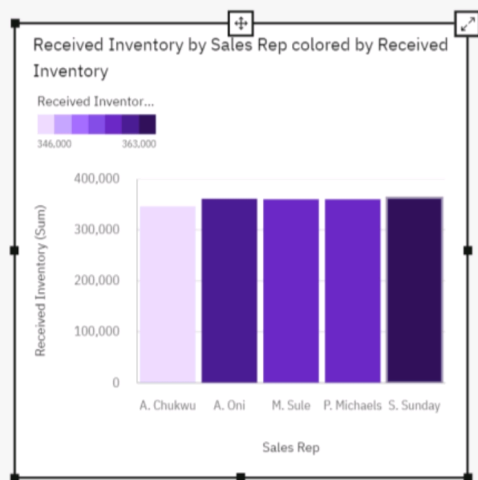 Received Inventory by Sales Rep colored by Received
Inventory
Received Inventor...
346,000 363,000
400,000
300,000
200,000
100,000
0
Received Inventory (Sum)
A. Chukwu A. Oni M. Sule P. Michaels S. Sunday
Sales Rep